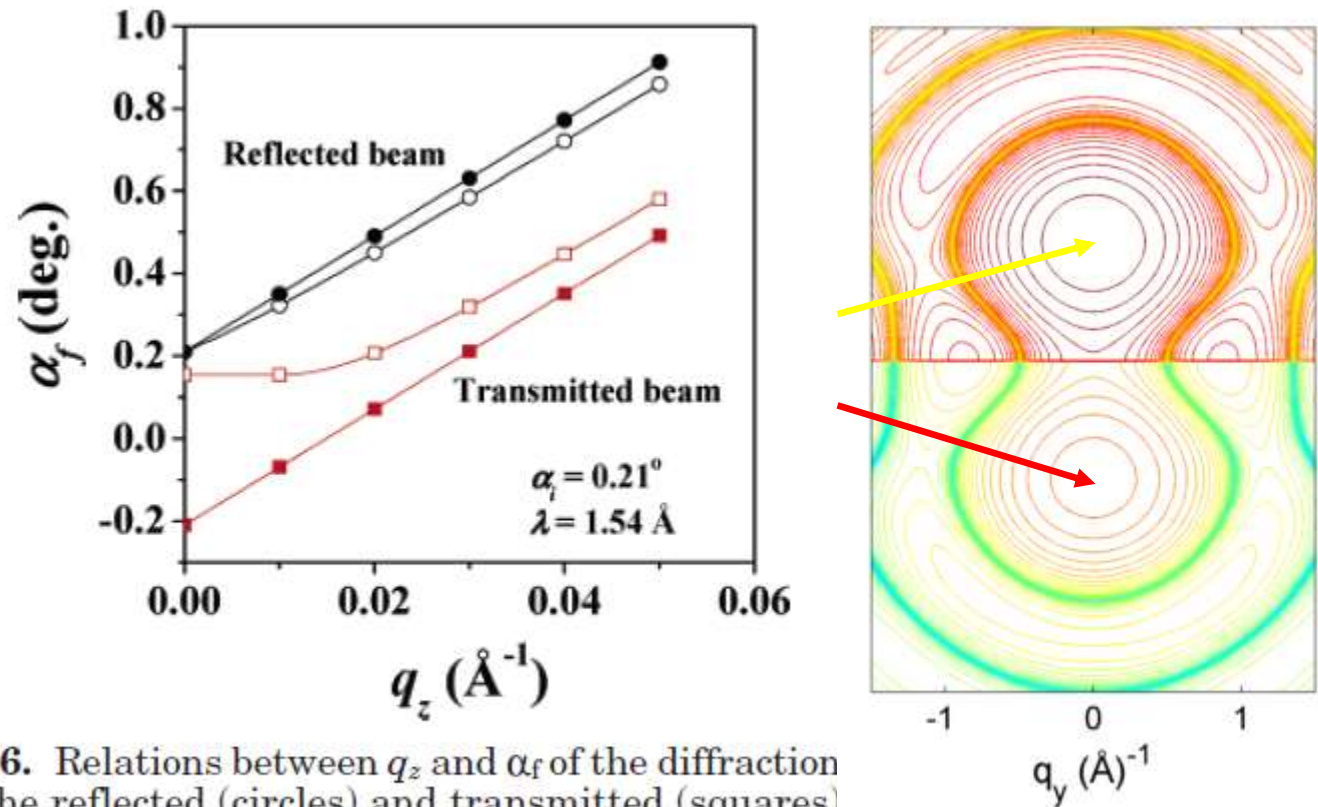 1.0
0.8
0.6
0.4
0.2
0.0
-0.2
α_f (deg.)
Reflected beam
Transmitted beam
α_i = 0.21°
λ = 1.54 Å
0.00 0.02 0.04 0.06
q_z (Å⁻¹)
-1 0 1
q_y (Å)⁻¹
6. Relations between q_z and α_f of the diffraction
he reflected (circles) and transmitted (squares)